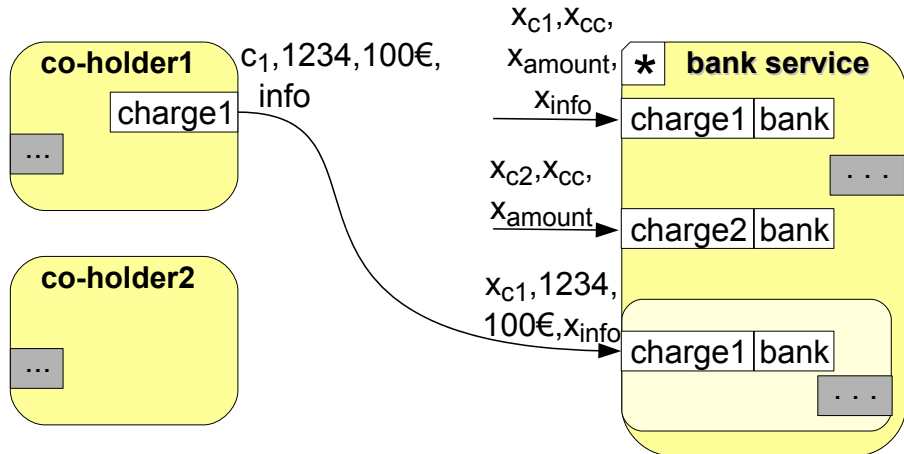 co-holder1
c1,1234,100€,
info
charge1
...
co-holder2
...
xc1,xcc,
xamount,
xinfo
* bank service
charge1 bank
. . .
xc2,xcc,
xamount
charge2 bank
xc1,1234,
100€,xinfo
charge1 bank
. . .